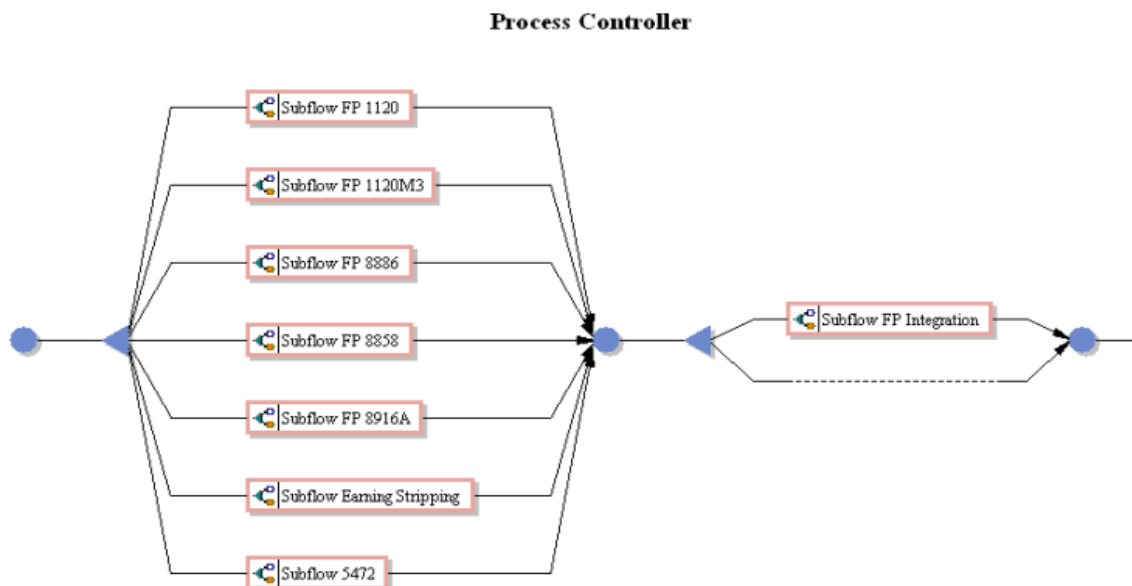 Process Controller
Subflow FP 1120
Subflow FP 1120M3
Subflow FP 8886
Subflow FP 8858
Subflow FP Integration
Subflow FP 8916A
Subflow Earning Stripping
Subflow 5472